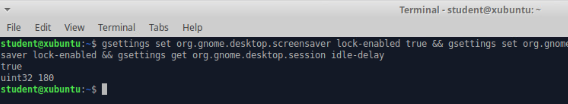 Terminal - student@xubuntu: ~
File Edit View Terminal Tabs Help
student@xubuntu:~$ gsettings set org.gnome.desktop.screensaver lock-enabled true && gsettings set org.gnome
saver lock-enabled && gsettings get org.gnome.desktop.session idle-delay
true
uint32 180
student@xubuntu:~$